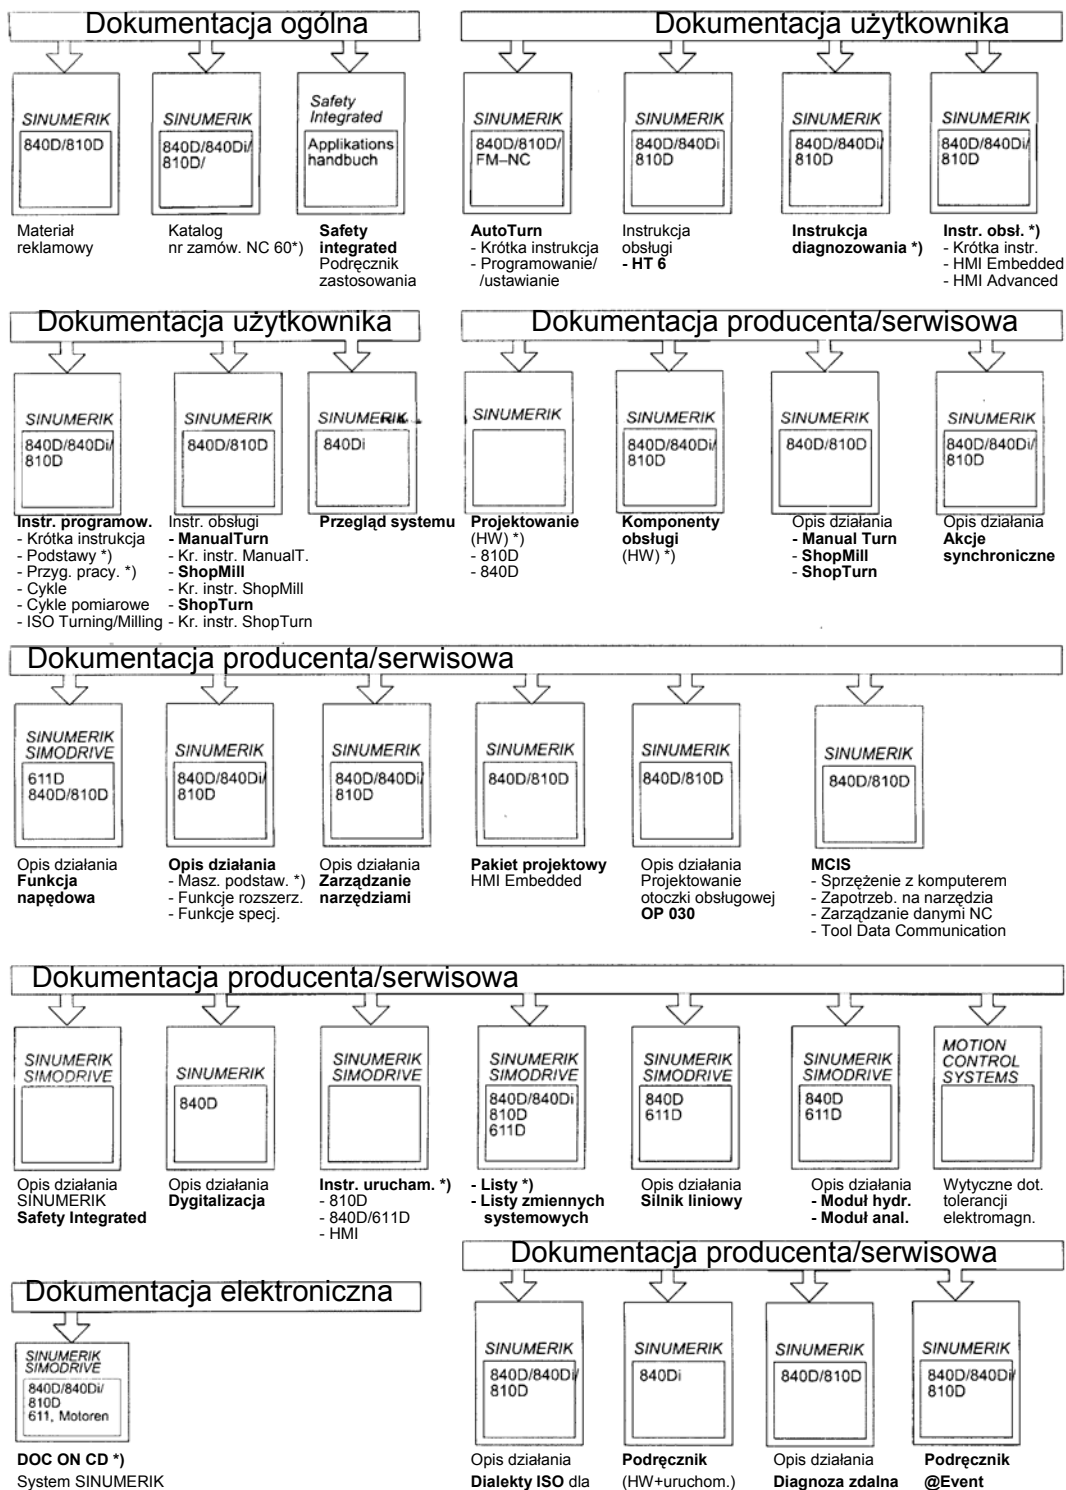 Dokumentacja ogólna
SINUMERIK
840D/810D
Materiał
reklamowy
SINUMERIK
840D/840Di/
810D/
Katalog
nr zamów. NC 60*)
Safety
Integrated
Applikations
handbuch
Safety
integrated
Podręcznik
zastosowania
Dokumentacja użytkownika
SINUMERIK
840D/810D/
FM–NC
AutoTurn
- Krótka instrukcja
- Programowanie/
/ustawianie
SINUMERIK
840D/840Di
810D
Instrukcja
obsługi
- HT 6
SINUMERIK
840D/840Di/
810D
Instrukcja
diagnozowania *)
SINUMERIK
840D/840Di/
810D
Instr. obsł. *)
- Krótka instr.
- HMI Embedded
- HMI Advanced
Dokumentacja użytkownika
SINUMERIK
840D/840Di/
810D
Instr. programow.
- Krótka instrukcja
- Podstawy *)
- Przyg. pracy. *)
- Cykle
- Cykle pomiarowe
- ISO Turning/Milling
SINUMERIK
840D/810D
Instr. obsługi
- ManualTurn
- Kr. instr. ManualT.
- ShopMill
- Kr. instr. ShopMill
- ShopTurn
- Kr. instr. ShopTurn
SINUMERIK
840Di
Przegląd systemu
Dokumentacja producenta/serwisowa
SINUMERIK
Projektowanie
(HW) *)
- 810D
- 840D
SINUMERIK
840D/840Di/
810D
Komponenty
obsługi
(HW) *)
SINUMERIK
840D/810D
Opis działania
- Manual Turn
- ShopMill
- ShopTurn
SINUMERIK
840D/840Di/
810D
Opis działania
Akcje
synchroniczne
Dokumentacja producenta/serwisowa
SINUMERIK
SIMODRIVE
611D
840D/810D
Opis działania
Funkcja
napędowa
SINUMERIK
840D/840Di/
810D
Opis działania
- Masz. podstaw. *)
- Funkcje rozszerz.
- Funkcje specj.
SINUMERIK
840D/840Di/
810D
Opis działania
Zarządzanie
narzędziami
SINUMERIK
840D/810D
Pakiet projektowy
HMI Embedded
SINUMERIK
840D/810D
Opis działania
Projektowanie
otoczki obsługowej
OP 030
SINUMERIK
840D/810D
MCIS
- Sprzężenie z komputerem
- Zapotrzeb. na narzędzia
- Zarządzanie danymi NC
- Tool Data Communication
Dokumentacja producenta/serwisowa
SINUMERIK
SIMODRIVE
Opis działania
SINUMERIK
Safety Integrated
SINUMERIK
840D
Opis działania
Dygitalizacja
SINUMERIK
SIMODRIVE
Instr. urucham. *)
- 810D
- 840D/611D
- HMI
SINUMERIK
SIMODRIVE
840D/840Di
810D
611D
- Listy *)
- Listy zmiennych
systemowych
SINUMERIK
SIMODRIVE
840D
611D
Opis działania
Silnik liniowy
SINUMERIK
SIMODRIVE
840D
611D
Opis działania
- Moduł hydr.
- Moduł anal.
MOTION
CONTROL
SYSTEMS
Wytyczne dot.
tolerancji
elektromagn.
Dokumentacja elektroniczna
SINUMERIK
SIMODRIVE
840D/840Di/
810D
611, Motoren
DOC ON CD *)
System SINUMERIK
Dokumentacja producenta/serwisowa
SINUMERIK
840D/840Di/
810D
Opis działania
Dialekty ISO dla
SINUMERIK
840Di
Podręcznik
(HW+uruchom.)
SINUMERIK
840D/810D
Opis działania
Diagnoza zdalna
SINUMERIK
840D/840Di/
810D
Podręcznik
@Event